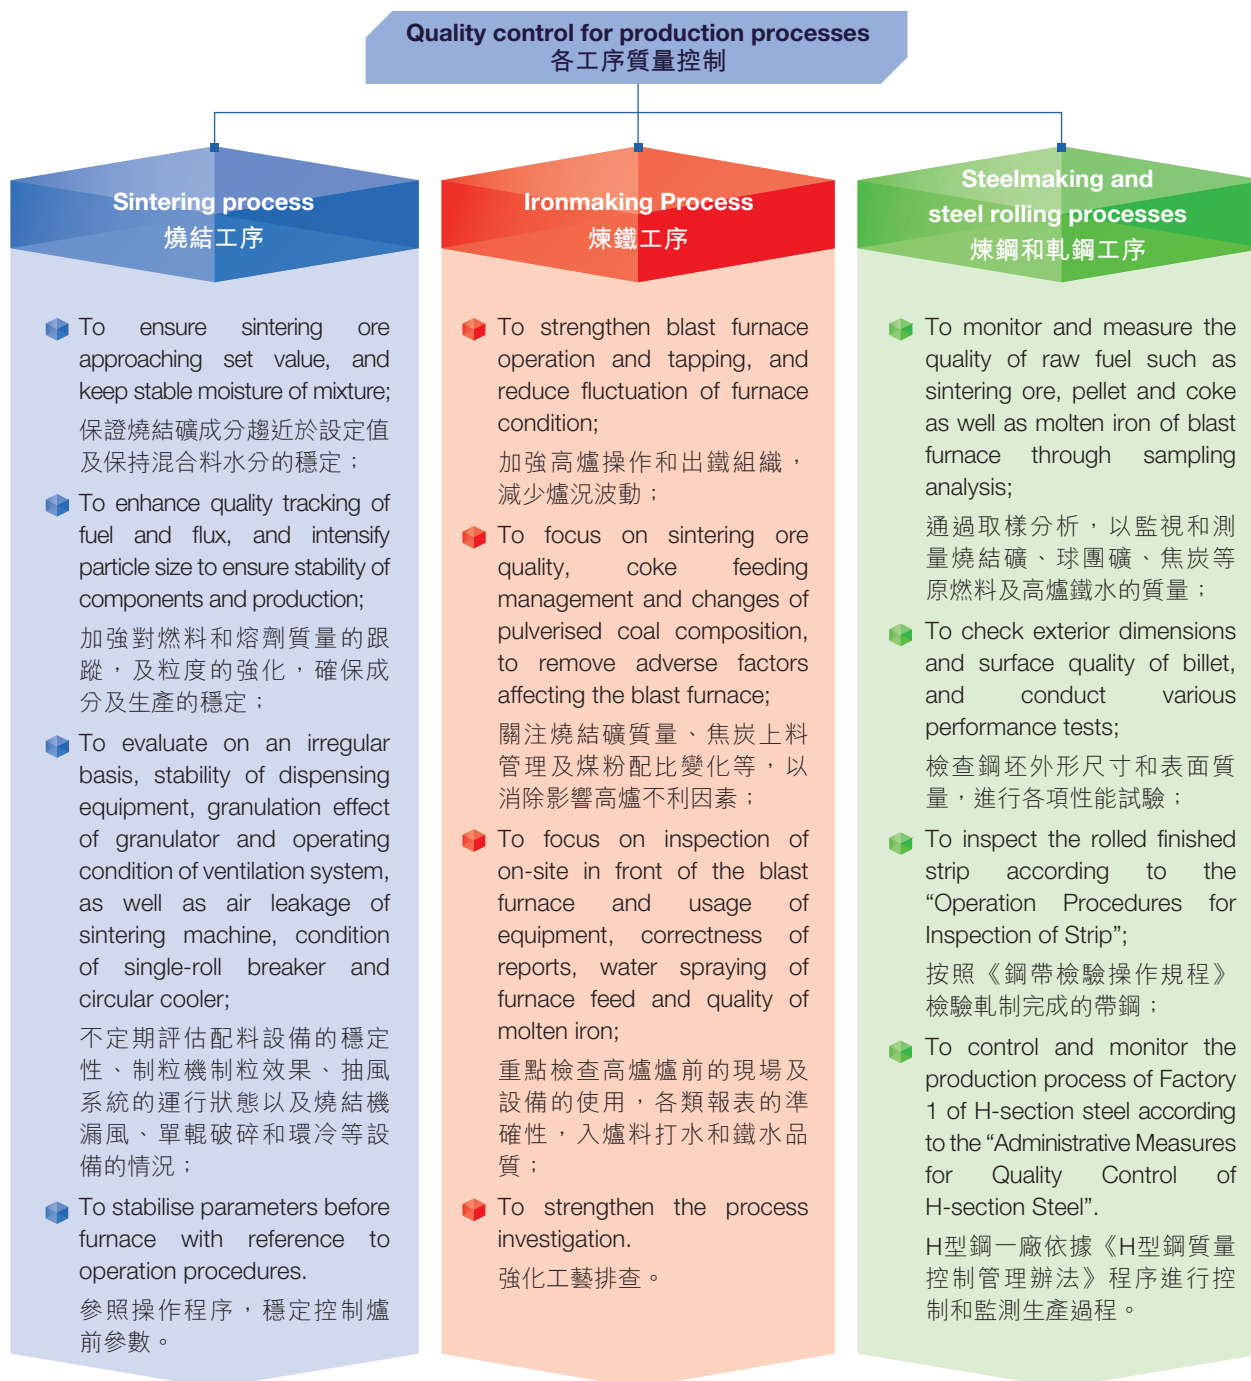 Quality control for production processes
各工序質量控制
Sintering process
燒結工序
To ensure sintering ore
approaching set value, and
keep stable moisture of mixture;
保證燒結礦成分趨近於設定值
及保持混合料水分的穩定；
To enhance quality tracking of
fuel and flux, and intensify
particle size to ensure stability of
components and production;
加強對燃料和熔劑質量的跟
蹤，及粒度的強化，確保成
分及生產的穩定；
To evaluate on an irregular
basis, stability of dispensing
equipment, granulation effect
of granulator and operating
condition of ventilation system,
as well as air leakage of
sintering machine, condition
of single-roll breaker and
circular cooler;
不定期評估配料設備的穩定
性、制粒機制粒效果、抽風
系統的運行狀態以及燒結機
漏風、單輥破碎和環冷等設
備的情況；
To stabilise parameters before
furnace with reference to
operation procedures.
參照操作程序，穩定控制爐
前參數。
Ironmaking Process
煉鐵工序
To strengthen blast furnace
operation and tapping, and
reduce fluctuation of furnace
condition;
加強高爐操作和出鐵組織，
減少爐況波動；
To focus on sintering ore
quality, coke feeding
management and changes of
pulverised coal composition,
to remove adverse factors
affecting the blast furnace;
關注燒結礦質量、焦炭上料
管理及煤粉配比變化等，以
消除影響高爐不利因素；
To focus on inspection of
on-site in front of the blast
furnace and usage of
equipment, correctness of
reports, water spraying of
furnace feed and quality of
molten iron;
重點檢查高爐爐前的現場及
設備的使用，各類報表的準
確性，入爐料打水和鐵水品
質；
To strengthen the process
investigation.
強化工藝排查。
Steelmaking and
steel rolling processes
煉鋼和軋鋼工序
To monitor and measure the
quality of raw fuel such as
sintering ore, pellet and coke
as well as molten iron of blast
furnace through sampling
analysis;
通過取樣分析，以監視和測
量燒結礦、球團礦、焦炭等
原燃料及高爐鐵水的質量；
To check exterior dimensions
and surface quality of billet,
and conduct various
performance tests;
檢查鋼坯外形尺寸和表面質
量，進行各項性能試驗；
To inspect the rolled finished
strip according to the
“Operation Procedures for
Inspection of Strip”;
按照《鋼帶檢驗操作規程》
檢驗軋制完成的帶鋼；
To control and monitor the
production process of Factory
1 of H-section steel according
to the “Administrative Measures
for Quality Control of
H-section Steel”.
H型鋼一廠依據《H型鋼質量
控制管理辦法》程序進行控
制和監測生產過程。